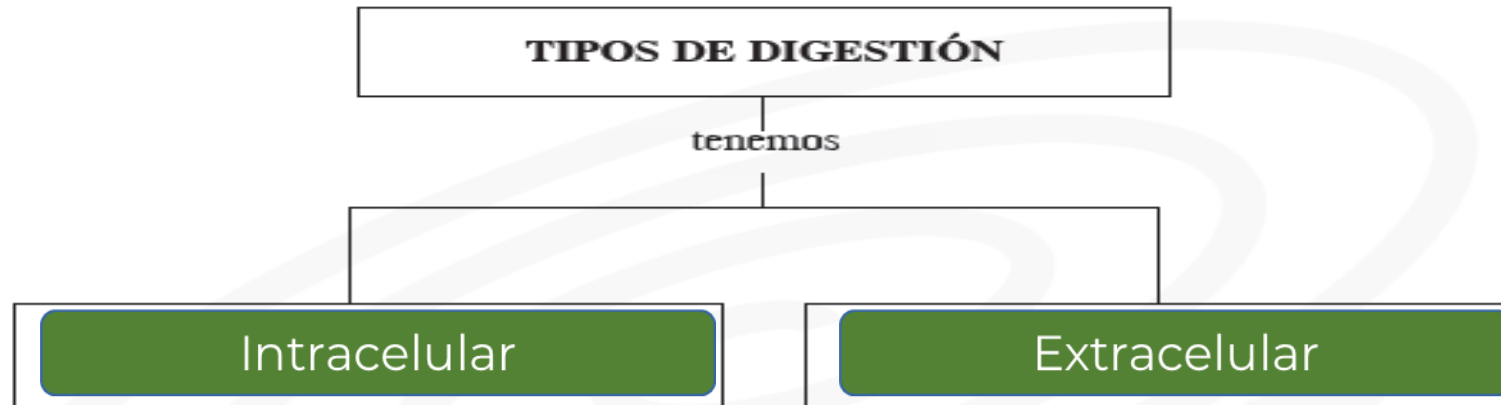 TIPOS DE DIGESTIÓN
tenemos
Intracelular
Extracelular